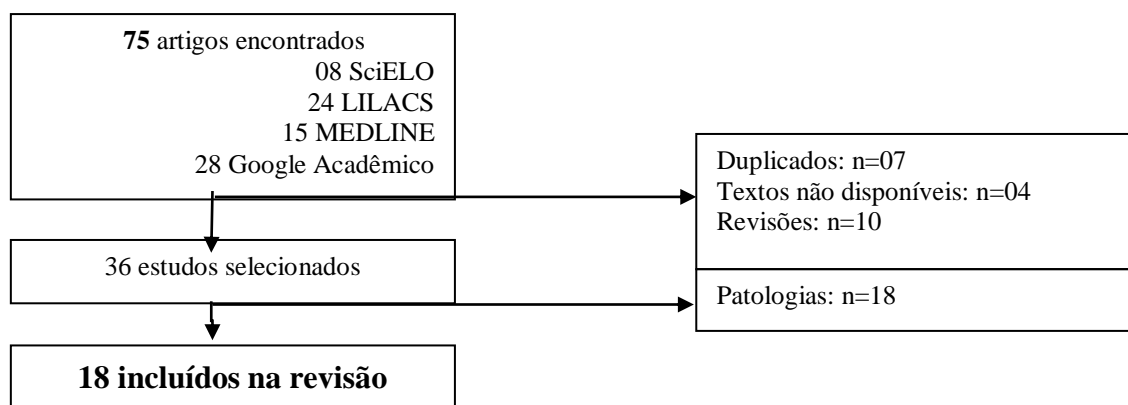 75 artigos encontrados
08 SciELO
24 LILACS
15 MEDLINE
28 Google Acadêmico
Duplicados: n=07
Textos não disponíveis: n=04
Revisões: n=10
36 estudos selecionados
Patologias: n=18
18 incluídos na revisão